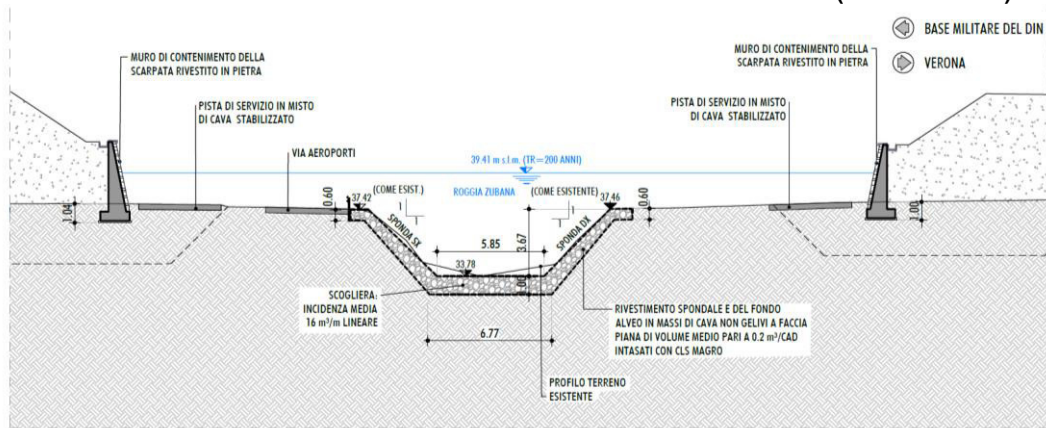 BASE MILITARE DEL DIN
VERONA
MURO DI CONTENIMENTO DELLA
SCARPATA RIVESTITO IN PIETRA
MURO DI CONTENIMENTO DELLA
SCARPATA RIVESTITO IN PIETRA
PISTA DI SERVIZIO IN MISTO
DI CAVA STABILIZZATO
PISTA DI SERVIZIO IN MISTO
DI CAVA STABILIZZATO
VIA AEROPORTI
39.41 m s.l.m. (TR=200 ANNI)
ROGGIA ZUBANA
(COME ESIST.)
(COME ESISTENTE)
0.60
37.42
37.46
0.60
1.04
1.00
1
1
SPONDA SX
SPONDA DX
5.85
3.67
33.78
1.00
6.77
SCOGLIERA:
INCIDENZA MEDIA
16 m³/m LINEARE
RIVESTIMENTO SPONDALE E DEL FONDO
ALVEO IN MASSI DI CAVA NON GELIVI A FACCIA
PIANA DI VOLUME MEDIO PARI A 0.2 m³/CAD
INTASATI CON CLS MAGRO
PROFILO TERRENO
ESISTENTE